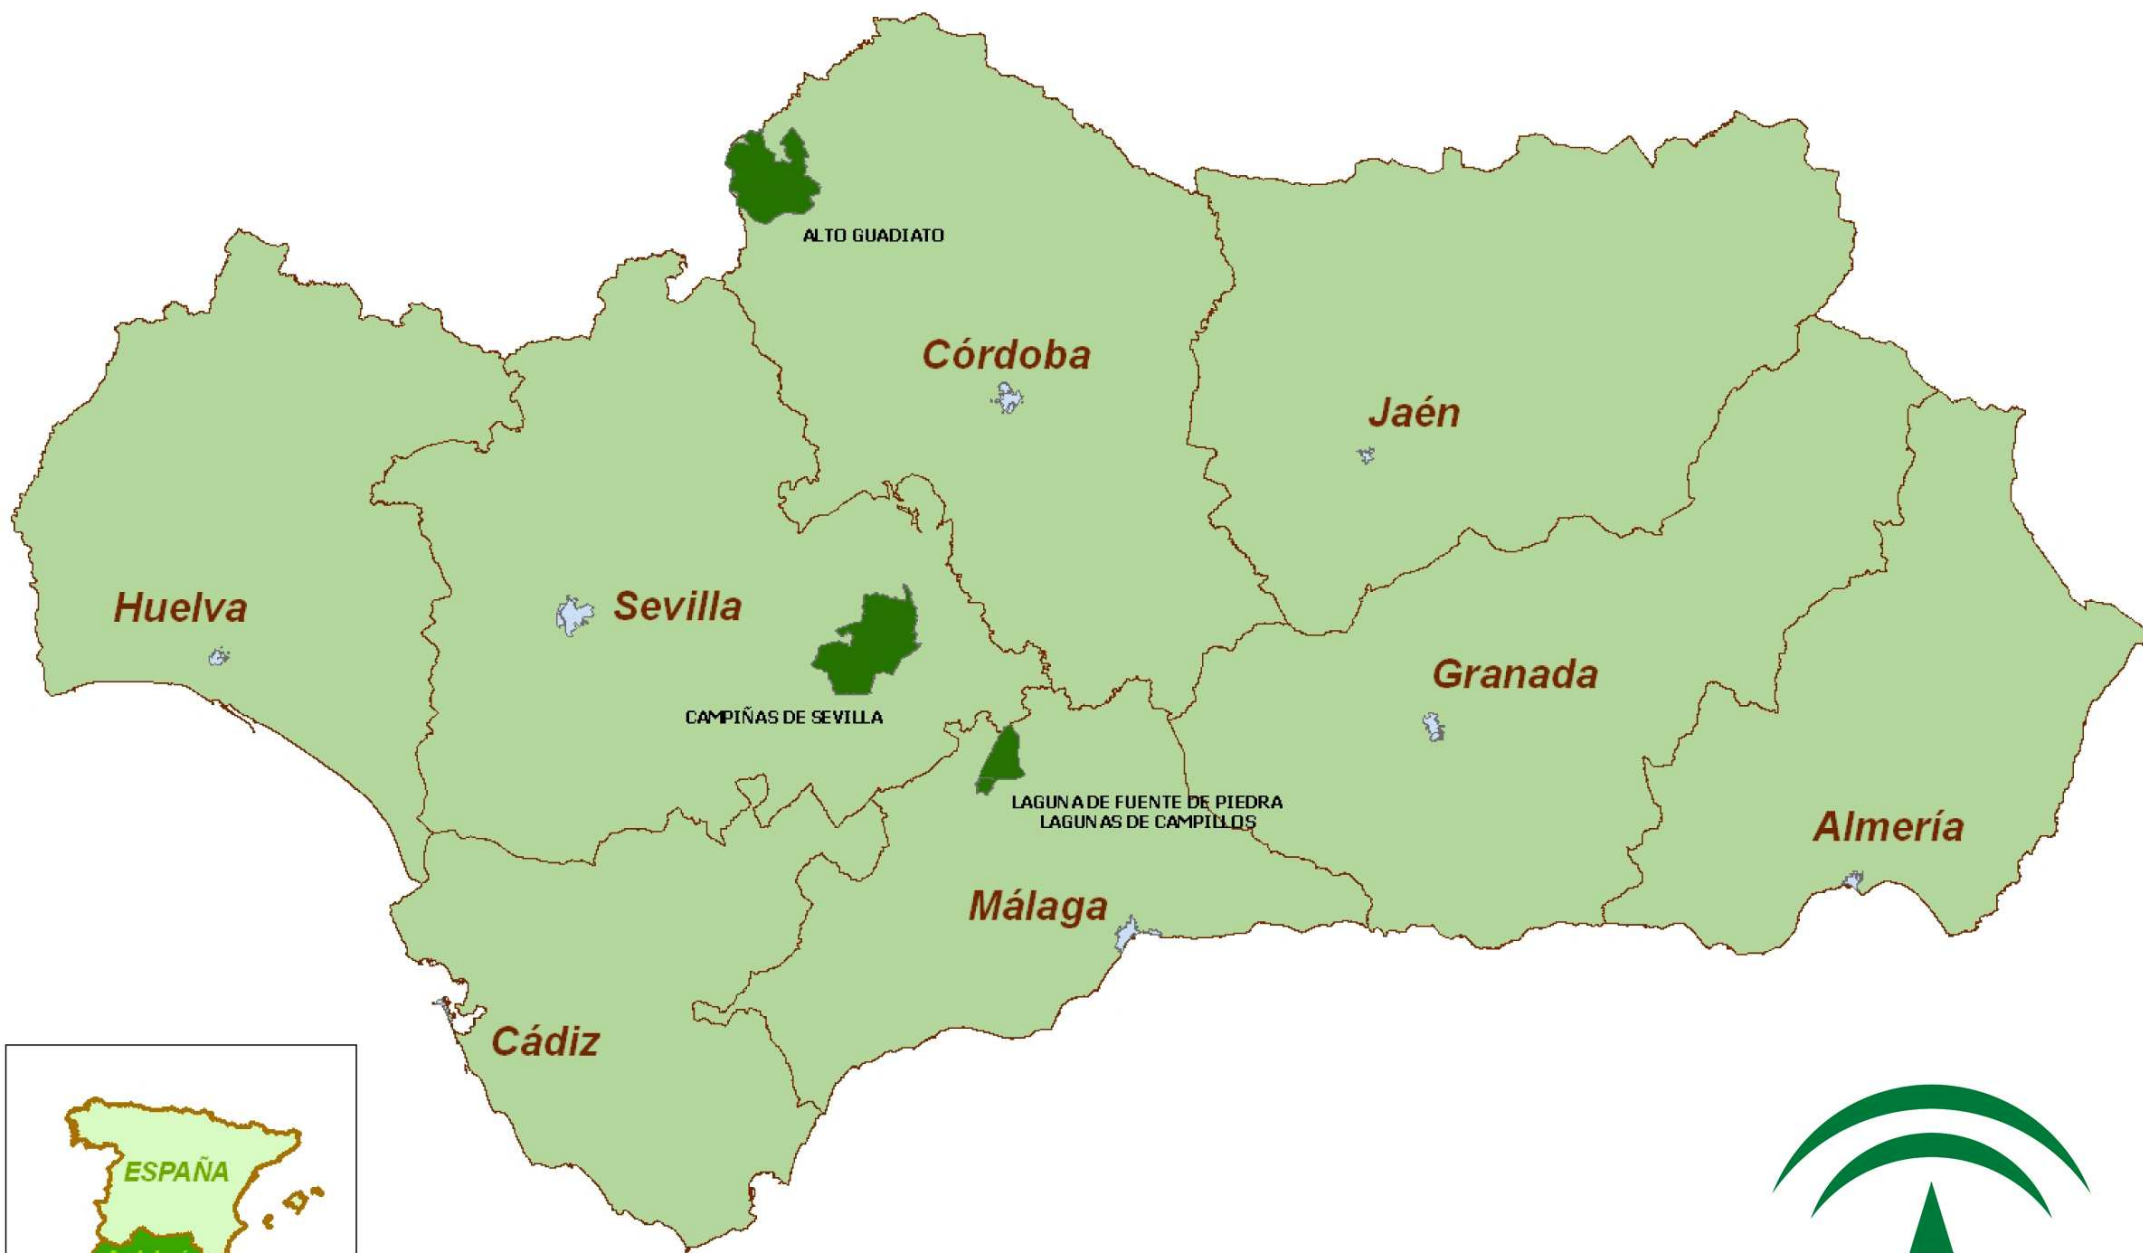 ALTO GUADIATO
Córdoba
Jaén
Huelva
Sevilla
Granada
CAMPIÑAS DE SEVILLA
LAGUNA DE FUENTE DE PIEDRA
LAGUNAS DE CAMPILLOS
Almería
Málaga
Cádiz
ESPAÑA